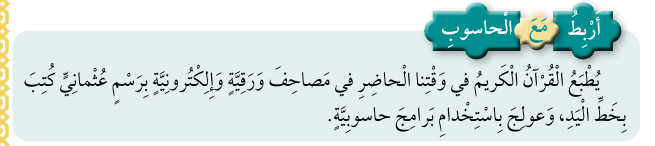 أَرْبِطُ مَعَ الْحاسوبِ
يُطْبَعُ الْقُرْآنُ الْكَريمُ في وَقْتنا الْحاضِرِ في مَصاحِفَ وَرَقِيَّةٍ وَإِلِكْتُرونِيَّةٍ بِرَسْمٍ عُثْمانِيٍّ كُتِبَ
بِخَطِّ الْيَدِ، وَعولِجَ بِاسْتِخْدامِ بَرامِجَ حاسوبِيَّةٍ.